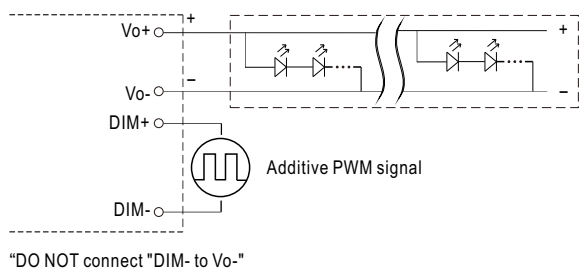 Vo+
+
+
–
Vo-
–
DIM+
Additive PWM signal
DIM-
“DO NOT connect "DIM- to Vo-"